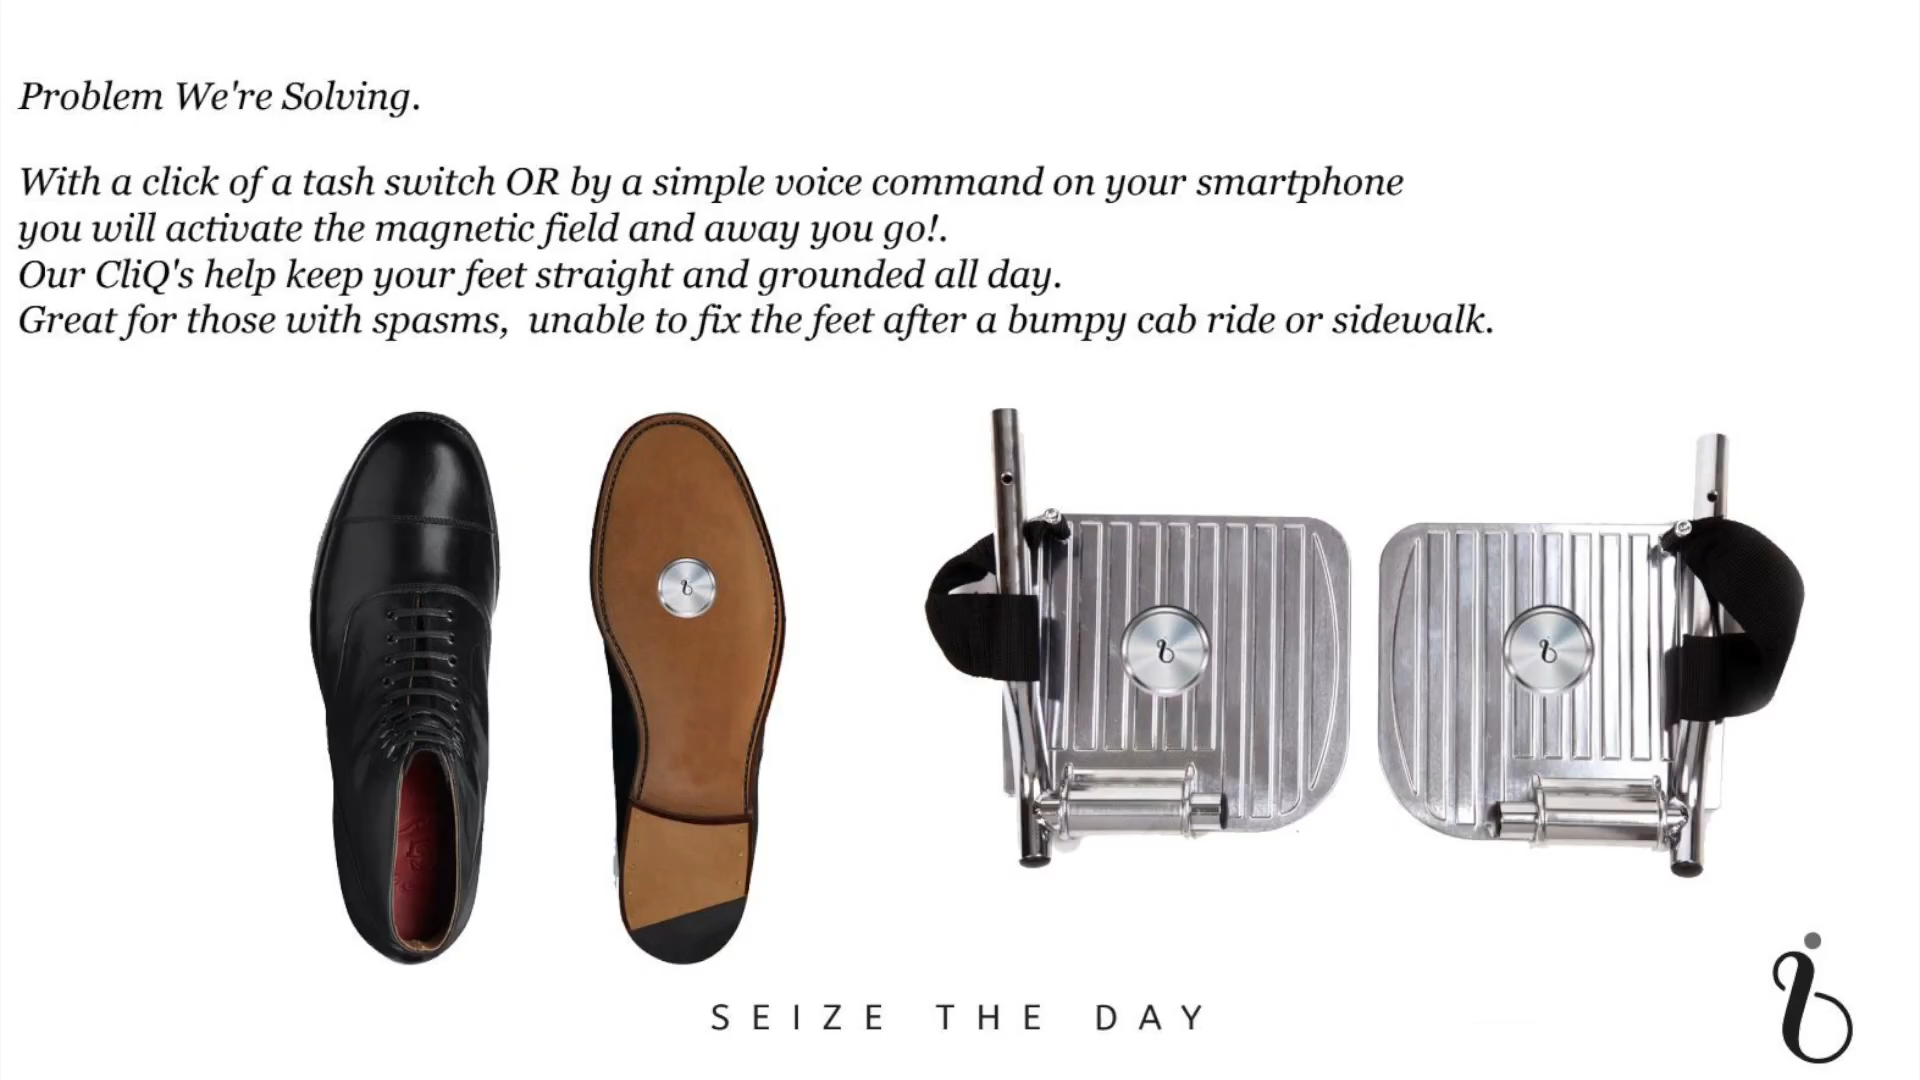 Problem We're Solving.
With a click of a tash switch OR by a simple voice command on your smartphone
you will activate the magnetic field and away you go!.
Our CliQ's help keep your feet straight and grounded all day.
Great for those with spasms,  unable to fix the feet after a bumpy cab ride or sidewalk.
SEIZE THE DAY